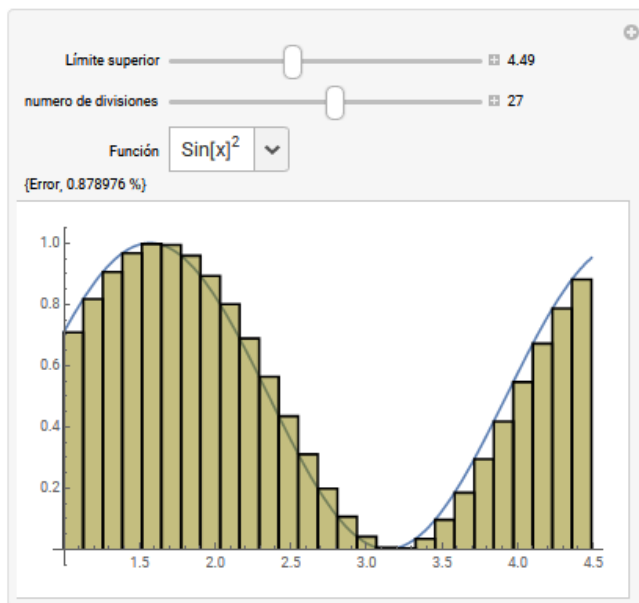 Límite superior 4.49
numero de divisiones 27
Función Sin[x]²
{Error, 0.878976 %}
1.0
0.8
0.6
0.4
0.2
1.5 2.0 2.5 3.0 3.5 4.0 4.5